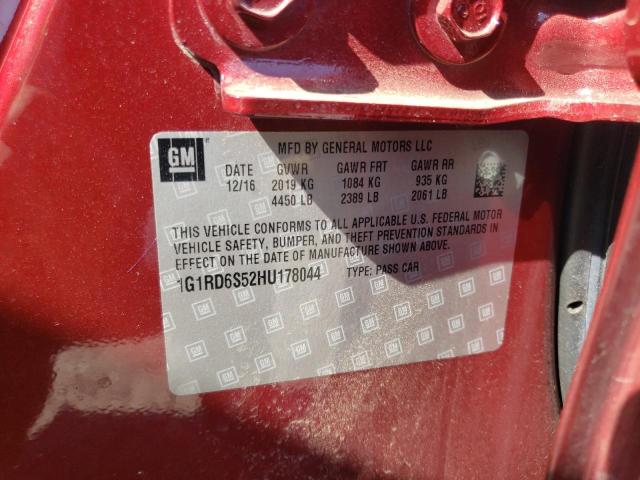 GM
MFD BY GENERAL MOTORS LLC
DATE GVWR GAWR FRT GAWR RR
12/16 2019 KG 1084 KG 935 KG
4450 LB 2389 LB 2061 LB
THIS VEHICLE CONFORMS TO ALL APPLICABLE U.S. FEDERAL MOTOR
VEHICLE SAFETY, BUMPER, AND THEFT PREVENTION STANDARDS IN
EFFECT ON THE DATE OF MANUFACTURE SHOWN ABOVE.
1G1RD6S52HU178044 TYPE: PASS CAR